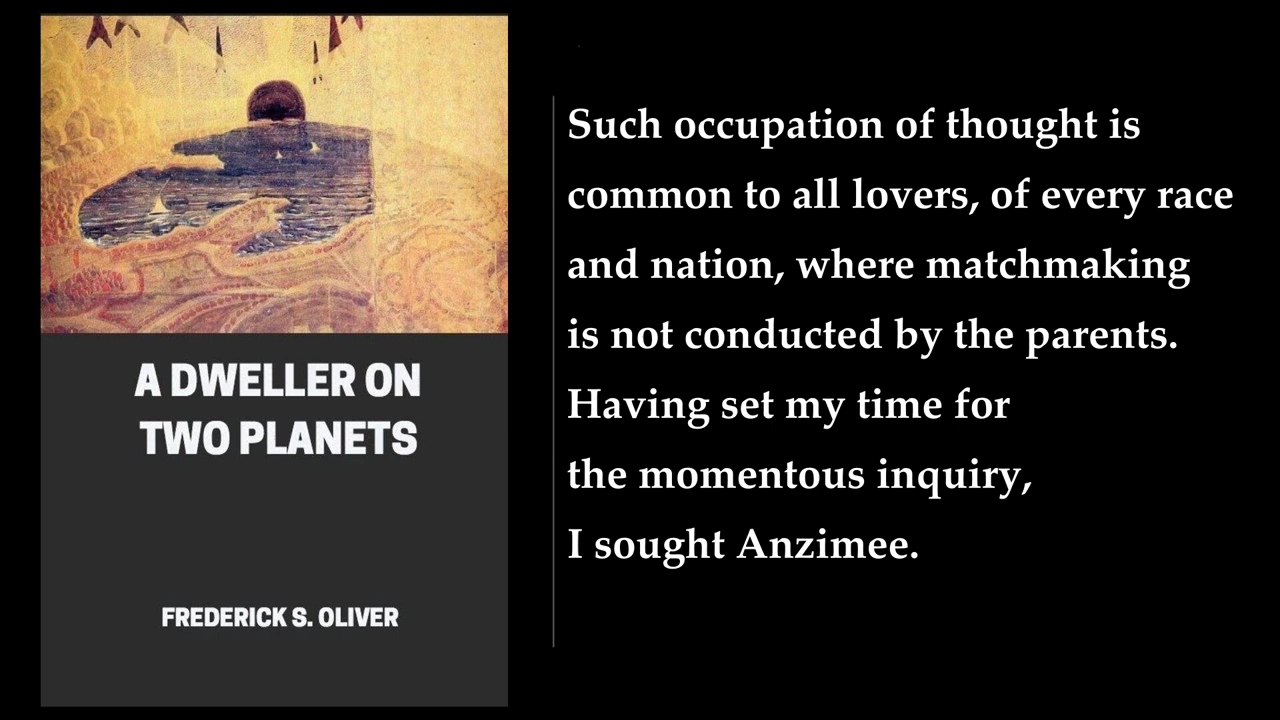 A DWELLER ON
TWO PLANETS
FREDERICK S. OLIVER
Such occupation of thought is
common to all lovers, of every race
and nation, where matchmaking
is not conducted by the parents.
Having set my time for
the momentous inquiry,
I sought Anzimee.